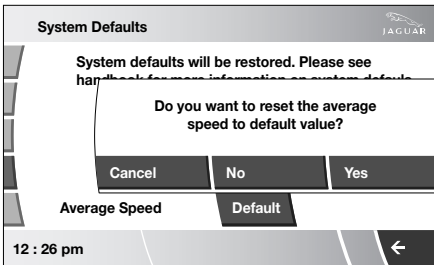 System Defaults
JAGUAR
System defaults will be restored. Please see
handbook for more information on system
Do you want to reset the average
speed to default value?
Cancel No Yes
Average Speed Default
12 : 26 pm